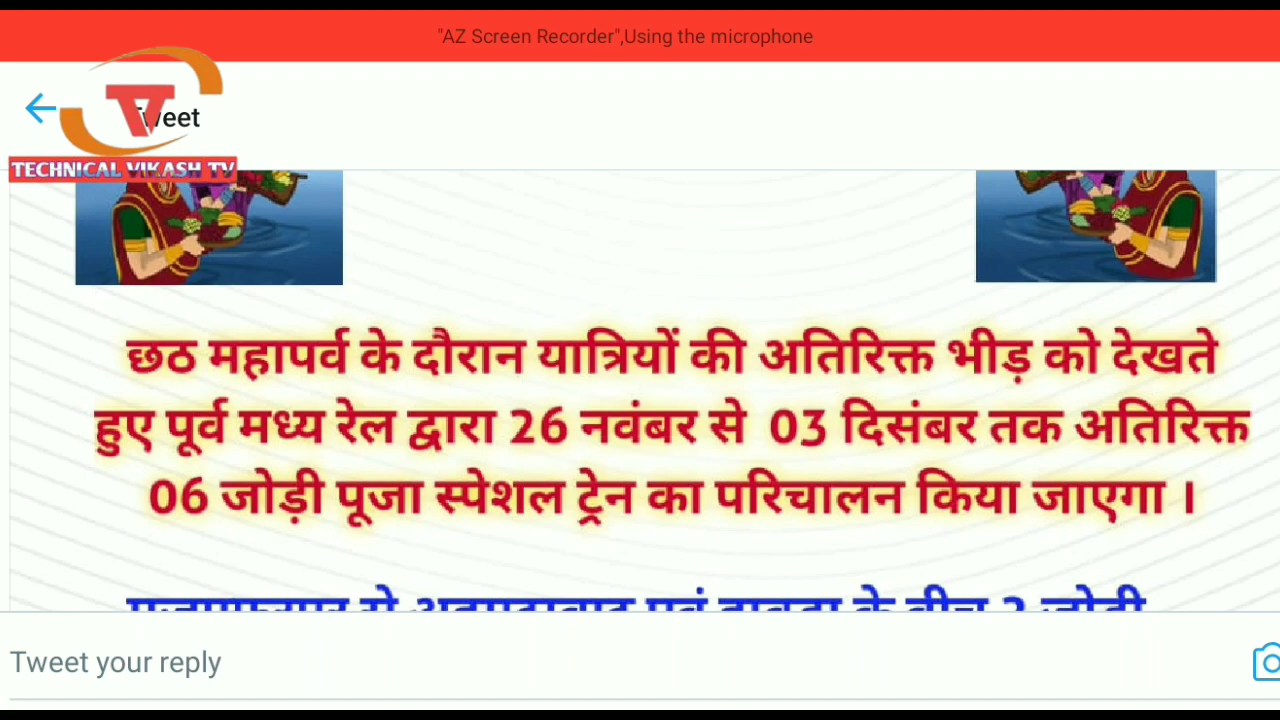 "AZ Screen Recorder",Using the microphone
Tweet
TECHNICAL VIKASH TV
छठ महापर्व के दौरान यात्रियों की अतिरिक्त भीड़ को देखते
हुए पूर्व मध्य रेल द्वारा 26 नवंबर से 03 दिसंबर तक अतिरिक्त
06 जोड़ी पूजा स्पेशल ट्रेन का परिचालन किया जाएगा ।
Tweet your reply